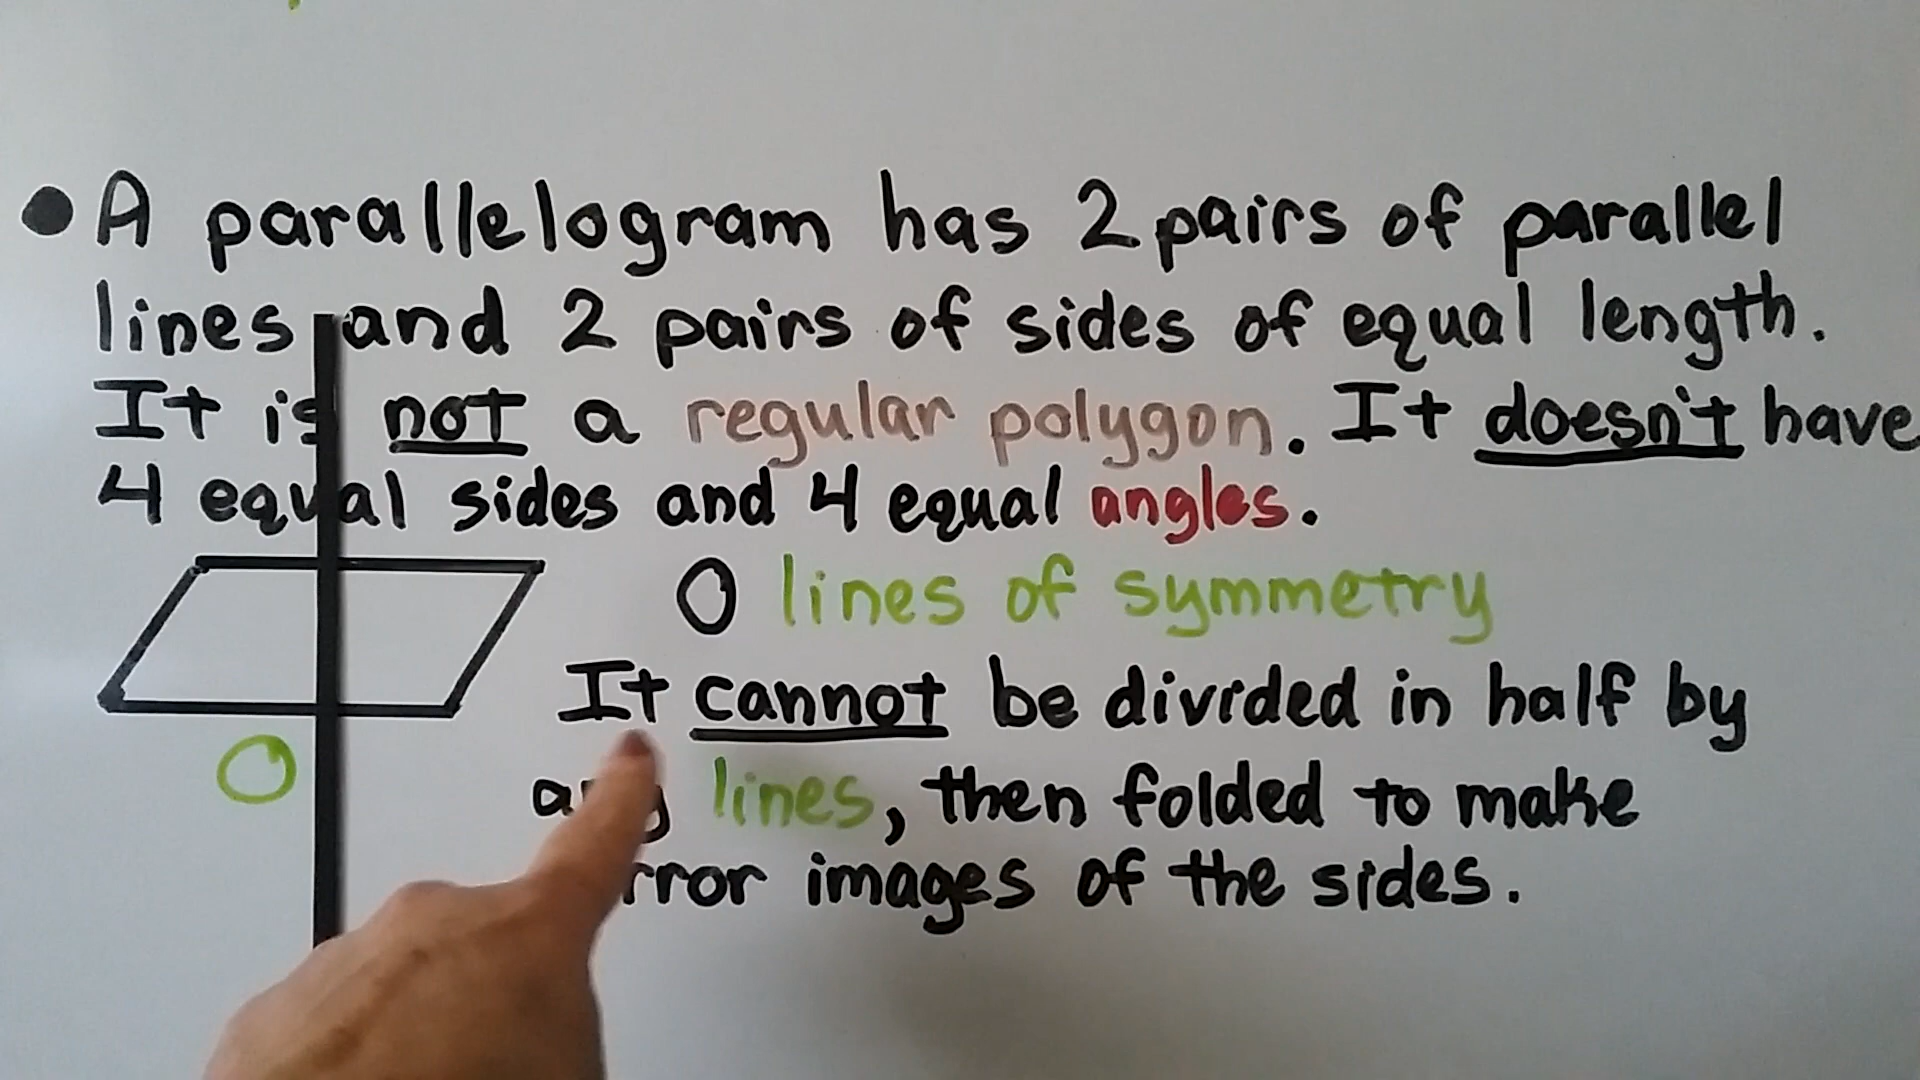 A parallelogram has 2 pairs of parallel
lines and 2 pairs of sides of equal length.
It is not a regular polygon. It doesn't have
4 equal sides and 4 equal angles.
0 lines of symmetry
It cannot be divided in half by
0
any lines, then folded to make
images of the sides.